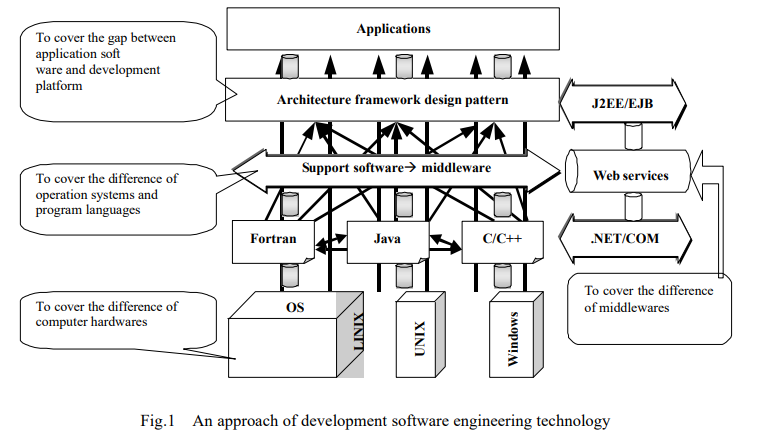 Applications
To cover the gap between
application soft
ware and development
platform
Architecture framework design pattern
J2EE/EJB
Support software→ middleware
Web services
To cover the difference of
operation systems and
program languages
Fortran
Java
C/C++
.NET/COM
To cover the difference of
computer hardwares
OS
LINIX
UNIX
Windows
To cover the difference
of middlewares
Fig.1 An approach of development software engineering technology